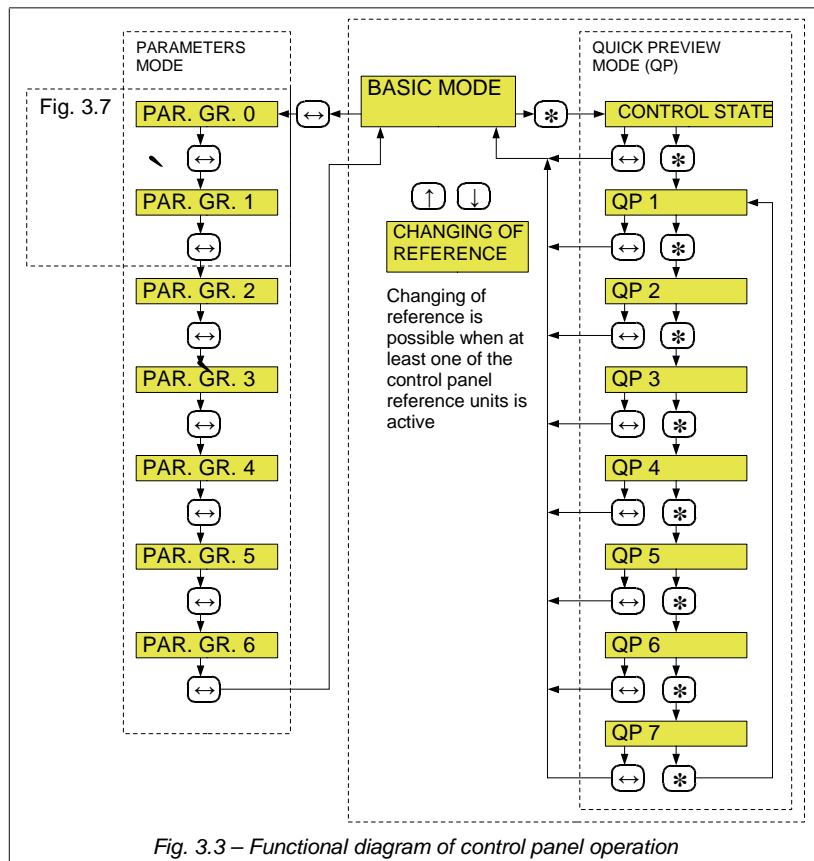 PARAMETERS
MODE
Fig. 3.7
PAR. GR. 0
↔
PAR. GR. 1
↔
PAR. GR. 2
↔
PAR. GR. 3
↔
PAR. GR. 4
↔
PAR. GR. 5
↔
PAR. GR. 6
↔
↔
BASIC MODE
*
↑ ↓
CHANGING OF
REFERENCE
Changing of
reference is
possible when at
least one of the
control panel
reference units is
active
QUICK PREVIEW
MODE (QP)
CONTROL STATE
↔ *
QP 1
↔ *
QP 2
↔ *
QP 3
↔ *
QP 4
↔ *
QP 5
↔ *
QP 6
↔ *
QP 7
↔ *
Fig. 3.3 – Functional diagram of control panel operation